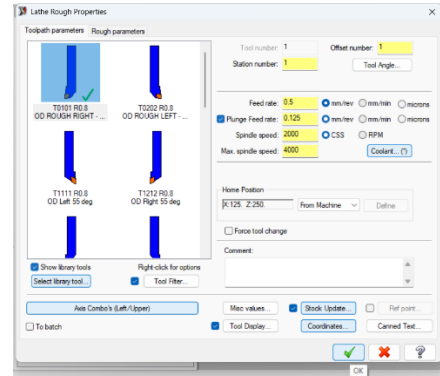 Lathe Rough Properties
Toolpath parameters Rough parameters
Tool number: 1 Offset number: 1
Station number: 1 Tool Angle...
T0101 R0.8 T0202 R0.8
OD ROUGH RIGHT - ... OD ROUGH LEFT - ...
Feed rate: 0.5 mm/rev mm/min microns
Plunge Feed rate: 0.125 mm/rev mm/min microns
Spindle speed: 2000 CSS RPM
Max. spindle speed: 4000 Coolant... (*)
T1111 R0.8 T1212 R0.8
OD Left 55 deg OD Right 55 deg
Home Position
X:125. Z:250. From Machine Define
Force tool change
Comment:
Show library tools Right-click for options
Select library tool... Tool Filter...
Axis Combo's (Left/Upper) Misc values... Stock Update... Ref point...
To batch Tool Display... Coordinates... Canned Text...
OK